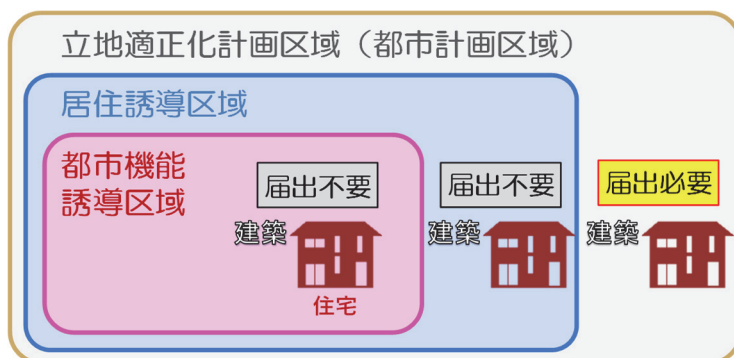 立地適正化計画区域（都市計画区域）
居住誘導区域
都市機能
誘導区域
届出不要
届出不要
届出必要
建築
建築
建築
住宅